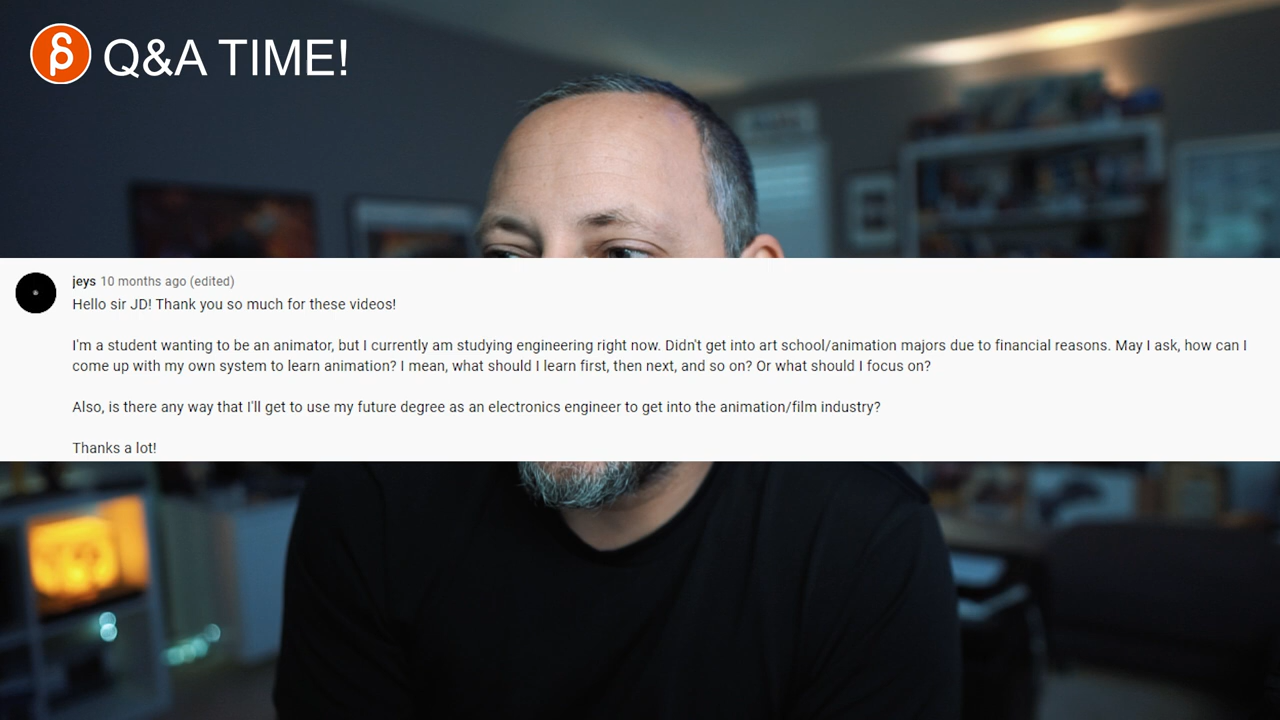 Q&A TIME!
jeys 10 months ago (edited)
Hello sir JD! Thank you so much for these videos!
I'm a student wanting to be an animator, but I currently am studying engineering right now. Didn't get into art school/animation majors due to financial reasons. May I ask, how can I
come up with my own system to learn animation? I mean, what should I learn first, then next, and so on? Or what should I focus on?
Also, is there any way that I'll get to use my future degree as an electronics engineer to get into the animation/film industry?
Thanks a lot!